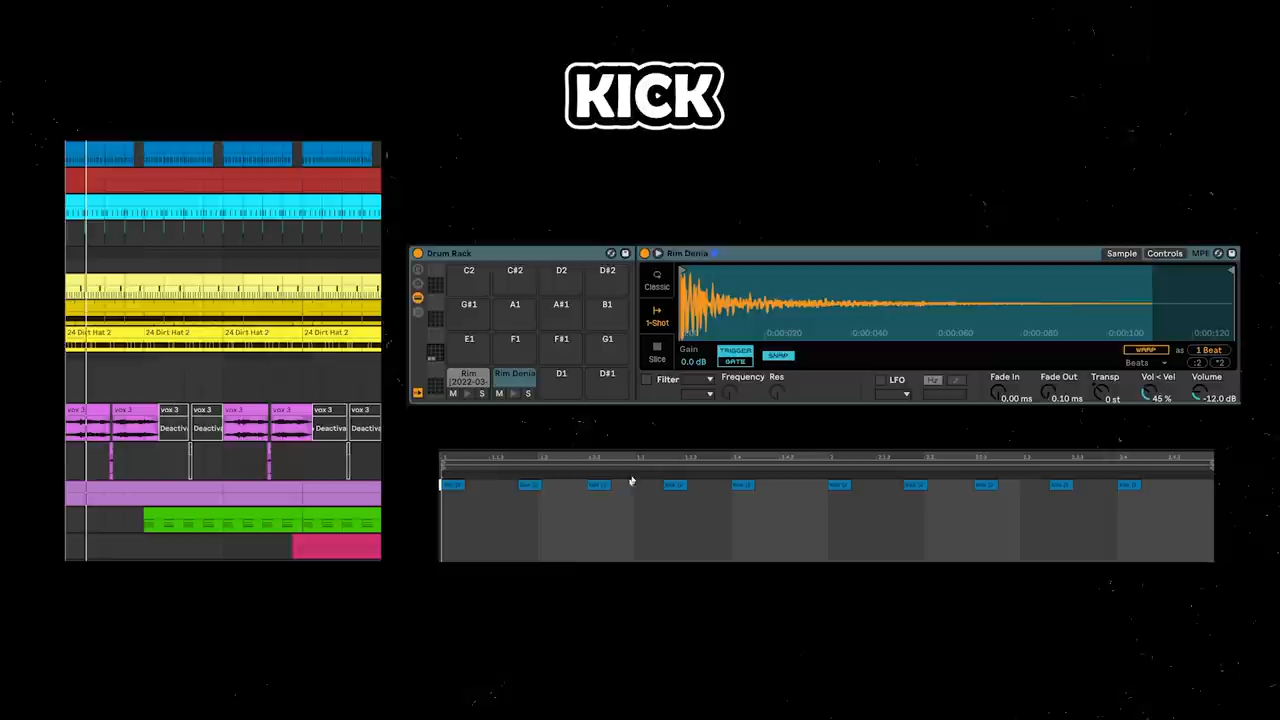 KICK
Drum Rack
C2 C#2 D2 D#2
G#1 A1 A#1 B1
E1 F1 F#1 G1
Rim [2022-03- Rim Denia D1 D#1
M S M S
Rim Denia
Sample Controls MPE
Classic
1-Shot
Slice
0:00:020 0:00:040 0:00:060 0:00:080 0:00:100 0:00:120
Gain
0.0 dB
TRIGGER
GATE
SNAP
WARP as 1 Beat
Beats :2 *2
Filter Frequency Res
LFO Hz
Fade In Fade Out Transp Vol < Vel Volume
0.00 ms 0.10 ms 0 st 45 % -12.0 dB
24 Dirt Hat 2 24 Dirt Hat 2 24 Dirt Hat 2 24 Dirt Hat 2
vox 3 vox 3 vox 3 vox 3 vox 3 vox 3 vox 3 vox 3
Deactiva Deactiva Deactiva Deactiva